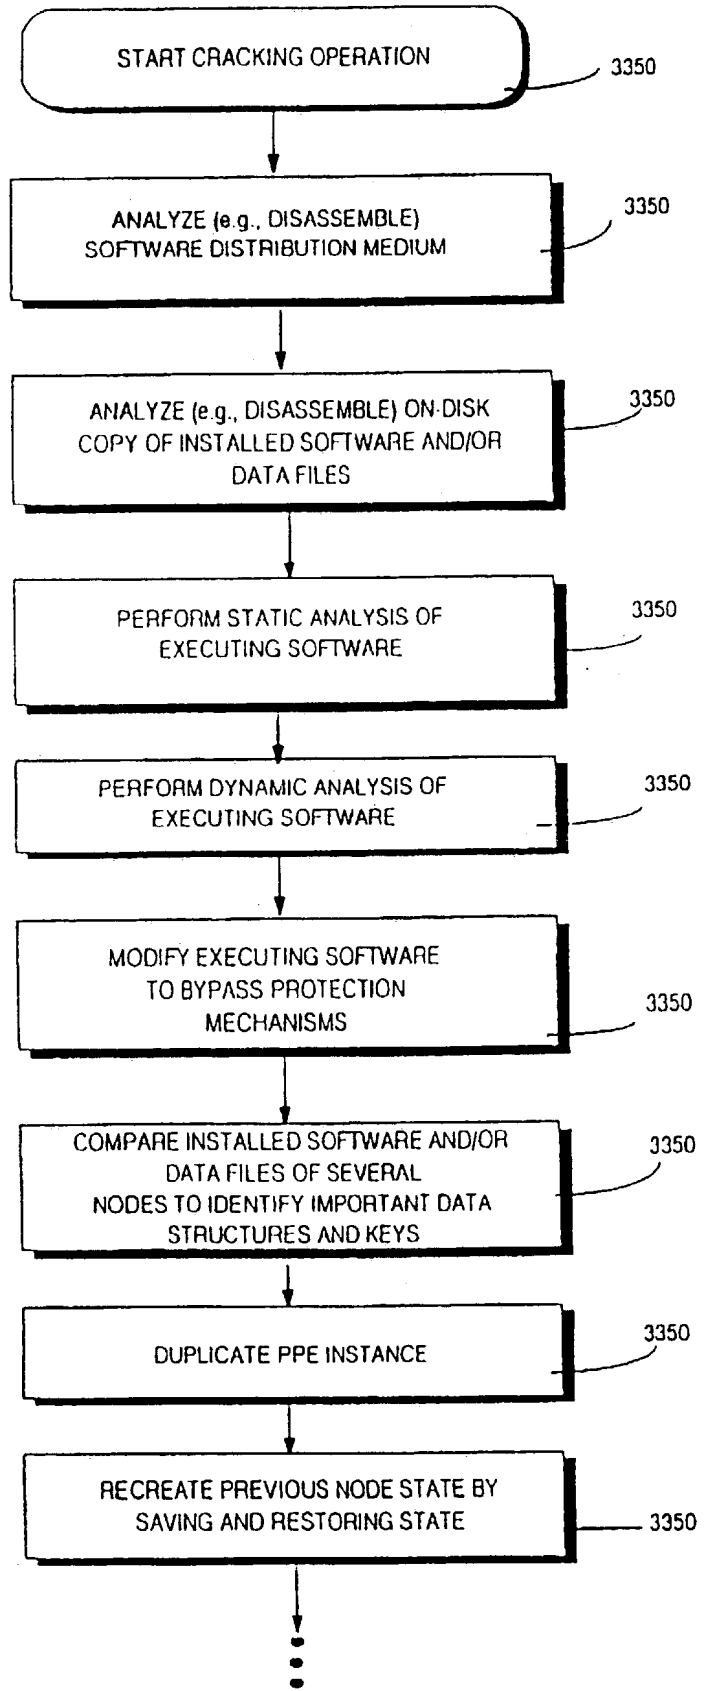 START CRACKING OPERATION
3350
3350
ANALYZE (e.g., DISASSEMBLE)
SOFTWARE DISTRIBUTION MEDIUM
3350
ANALYZE (e.g., DISASSEMBLE) ON-DISK
COPY OF INSTALLED SOFTWARE AND/OR
DATA FILES
3350
PERFORM STATIC ANALYSIS OF
EXECUTING SOFTWARE
3350
PERFORM DYNAMIC ANALYSIS OF
EXECUTING SOFTWARE
MODIFY EXECUTING SOFTWARE
TO BYPASS PROTECTION
MECHANISMS
3350
COMPARE INSTALLED SOFTWARE AND/OR
DATA FILES OF SEVERAL
NODES TO IDENTIFY IMPORTANT DATA
STRUCTURES AND KEYS
3350
DUPLICATE PPE INSTANCE
3350
RECREATE PREVIOUS NODE STATE BY
SAVING AND RESTORING STATE
3350